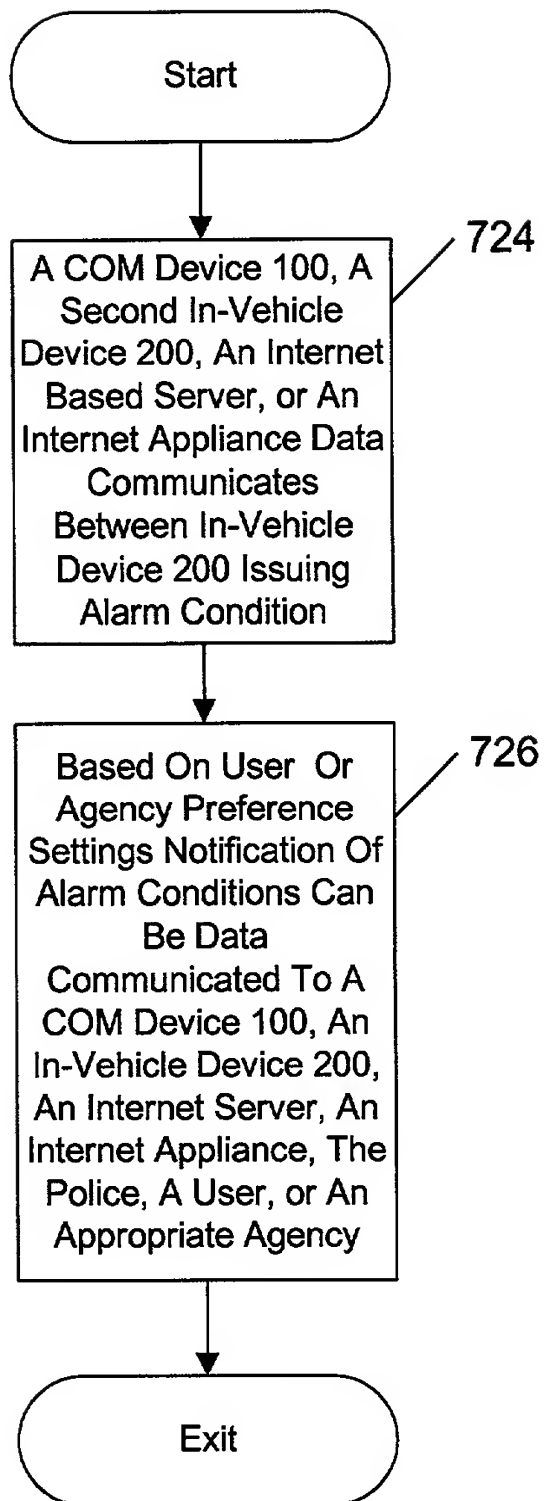 Start
724
A COM Device 100, A
Second In-Vehicle
Device 200, An Internet
Based Server, or An
Internet Appliance Data
Communicates
Between In-Vehicle
Device 200 Issuing
Alarm Condition
726
Based On User Or
Agency Preference
Settings Notification Of
Alarm Conditions Can
Be Data
Communicated To A
COM Device 100, An
In-Vehicle Device 200,
An Internet Server, An
Internet Appliance, The
Police, A User, or An
Appropriate Agency
Exit